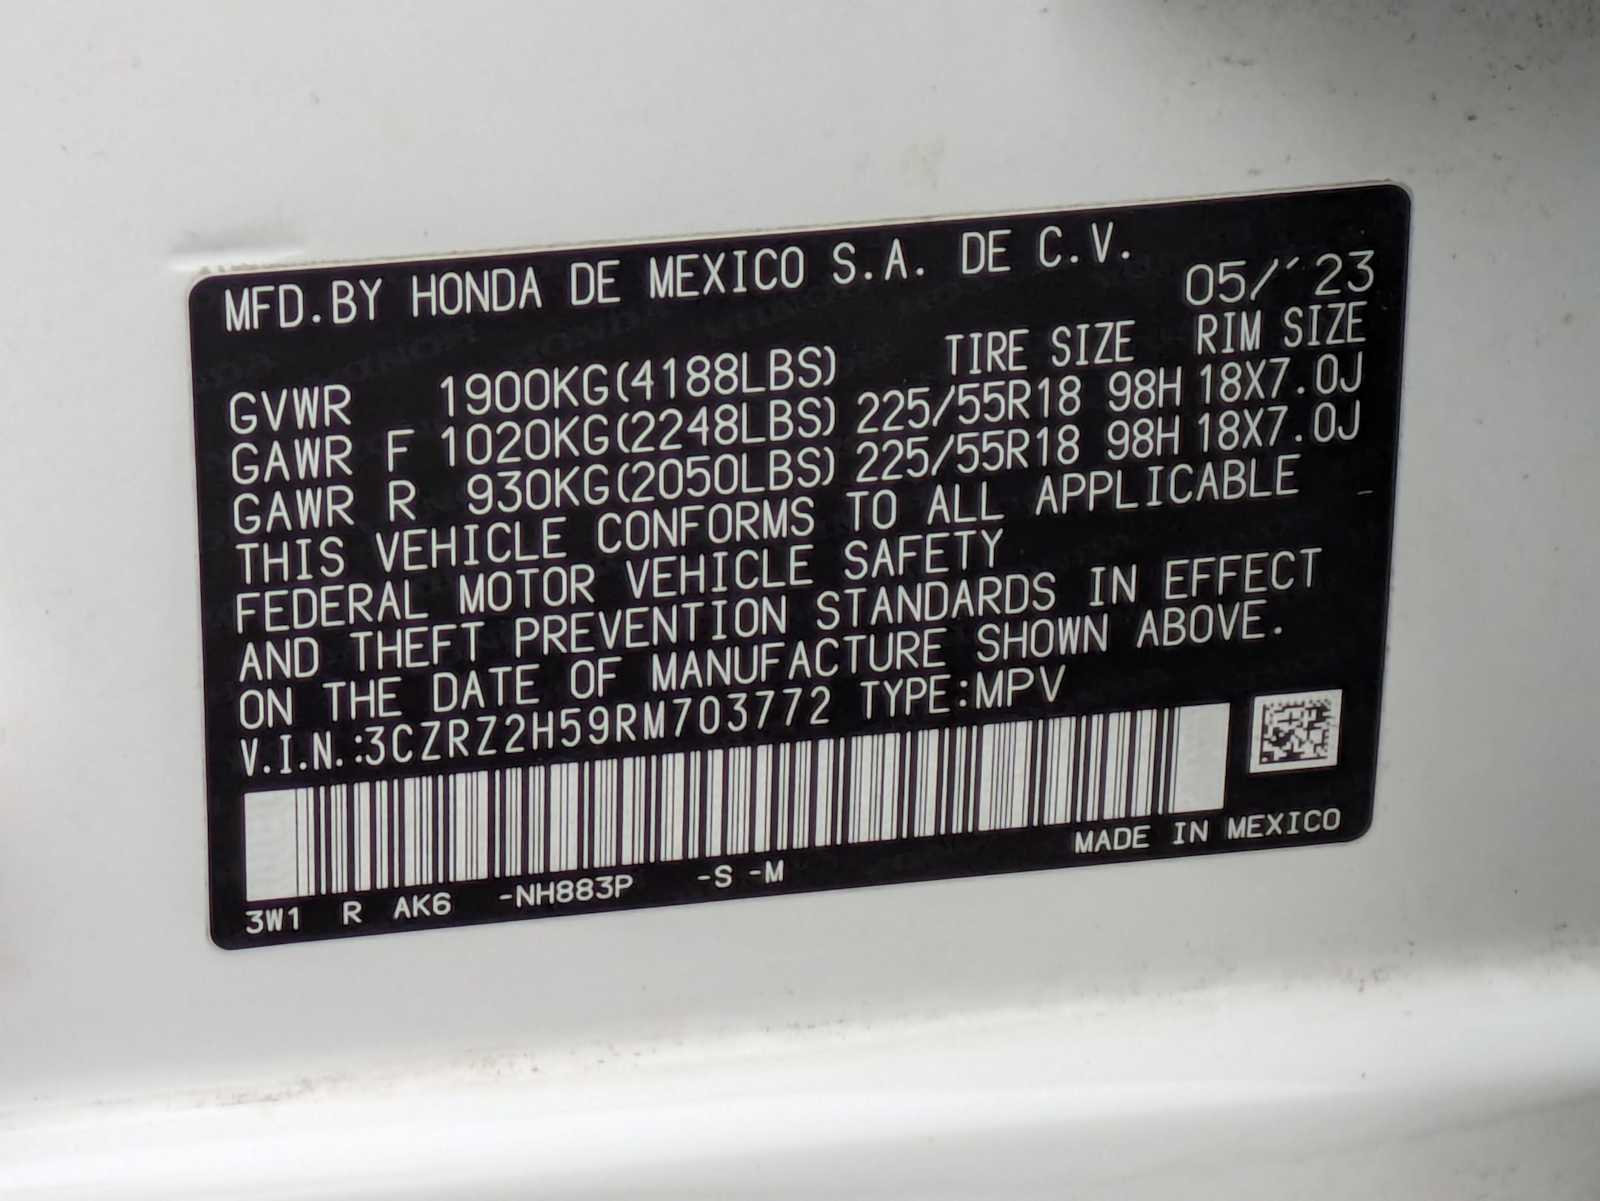 MFD.BY HONDA DE MEXICO S.A. DE C.V.
05/'23
TIRE SIZE RIM SIZE
GVWR 1900KG(4188LBS)
GAWR F 1020KG(2248LBS) 225/55R18 98H 18X7.0J
GAWR R 930KG(2050LBS) 225/55R18 98H 18X7.0J
THIS VEHICLE CONFORMS TO ALL APPLICABLE
FEDERAL MOTOR VEHICLE SAFETY
AND THEFT PREVENTION STANDARDS IN EFFECT
ON THE DATE OF MANUFACTURE SHOWN ABOVE.
V.I.N.:3CZRZ2H59RM703772 TYPE:MPV
3W1 R AK6 -NH883P -S -M
MADE IN MEXICO